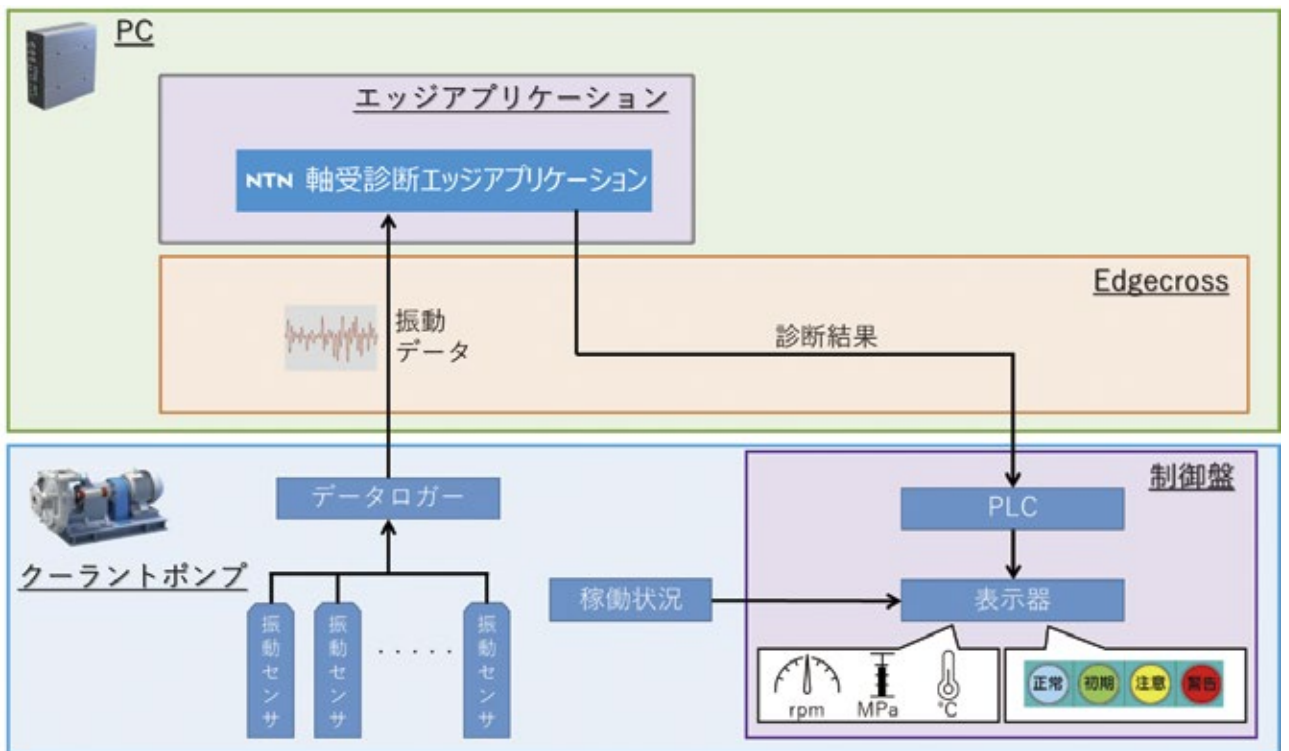 PC
エッジアプリケーション
NTN 軸受診断エッジアプリケーション
Edgecross
振動
データ
診断結果
データロガー
クーラントポンプ
振動センサ
振動センサ
・・・・・
振動センサ
稼働状況
制御盤
PLC
表示器
rpm
MPa
℃
正常
初期
注意
警告